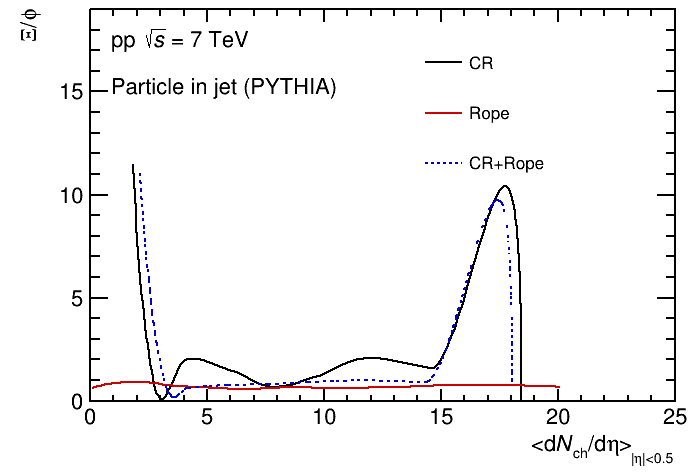 Ξ/φ
pp √s = 7 TeV
Particle in jet (PYTHIA)
CR
Rope
CR+Rope
15
10
5
0
0 5 10 15 20 25
<dN_ch/dη>_|η|<0.5